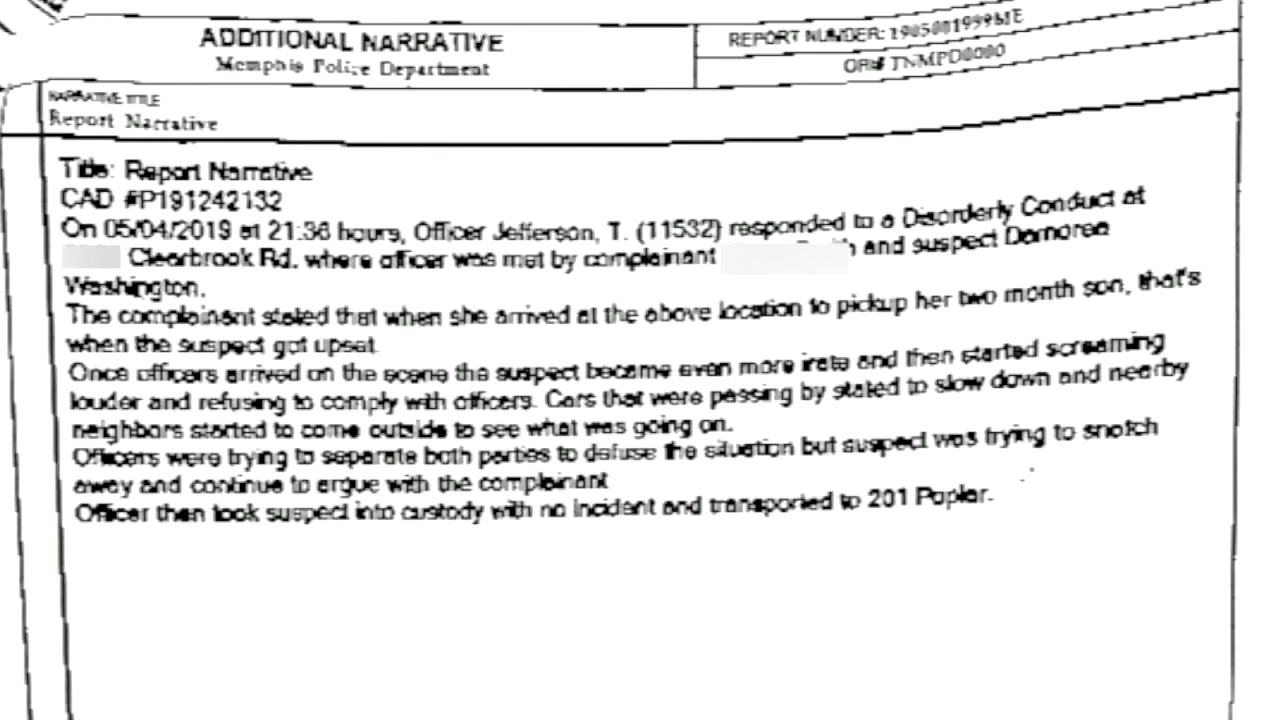 ADDITIONAL NARRATIVE
Memphis Police Department
REPORT NUMBER: 1905001999ME
ORI# TNMPD0000
NARRATIVE TITLE
Report Narrative
Title: Report Narrative
CAD #P191242132
On 05/04/2019 at 21:36 hours, Officer Jefferson, T. (11532) responded to a Disorderly Conduct at
Clearbrook Rd. where officer was met by complainant and suspect
Washington.
The complainant stated that when she arrived at the above location to pickup her two month son, that's
when the suspect got upset
Once officers arrived on the scene the suspect became even more irate and then started screaming
louder and refusing to comply with officers. Cars that were passing by stated to slow down and nearby
neighbors started to come outside to see what was going on.
Officers were trying to separate both parties to defuse the situation but suspect was trying to snatch
away and continue to argue with the complainant
Officer then took suspect into custody with no incident and transported to 201 Poplar.